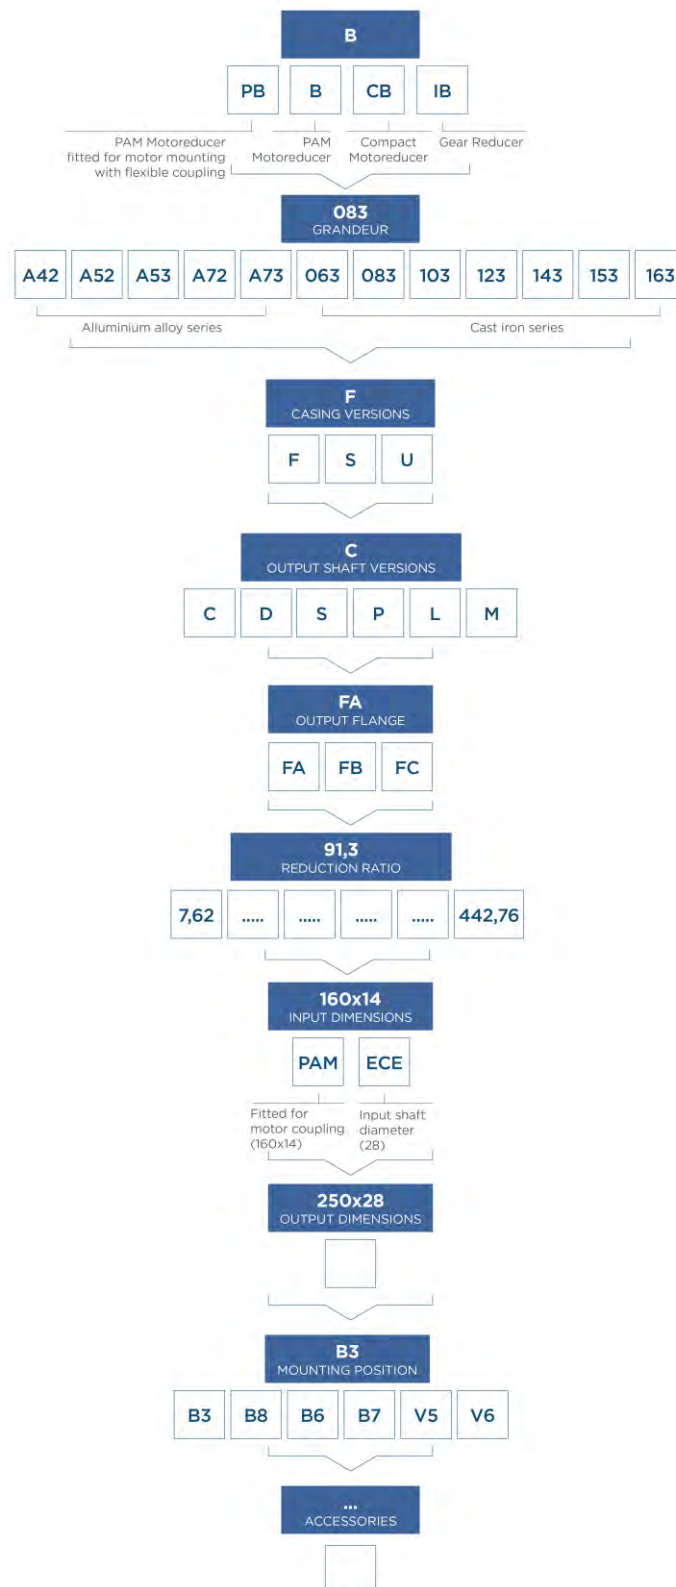 B
PB B CB IB
PAM Motoreducer
fitted for motor mounting
with flexible coupling
PAM
Motoreducer
Compact
Motoreducer
Gear Reducer
083
GRANDEUR
A42 A52 A53 A72 A73 063 083 103 123 143 153 163
Alluminium alloy series
Cast iron series
F
CASING VERSIONS
F S U
C
OUTPUT SHAFT VERSIONS
C D S P L M
FA
OUTPUT FLANGE
FA FB FC
91,3
REDUCTION RATIO
7,62 ..... ..... ..... ..... 442,76
160x14
INPUT DIMENSIONS
PAM ECE
Fitted for
motor coupling
(160x14)
Input shaft
diameter
(28)
250x28
OUTPUT DIMENSIONS
B3
MOUNTING POSITION
B3 B8 B6 B7 V5 V6
...
ACCESSORIES